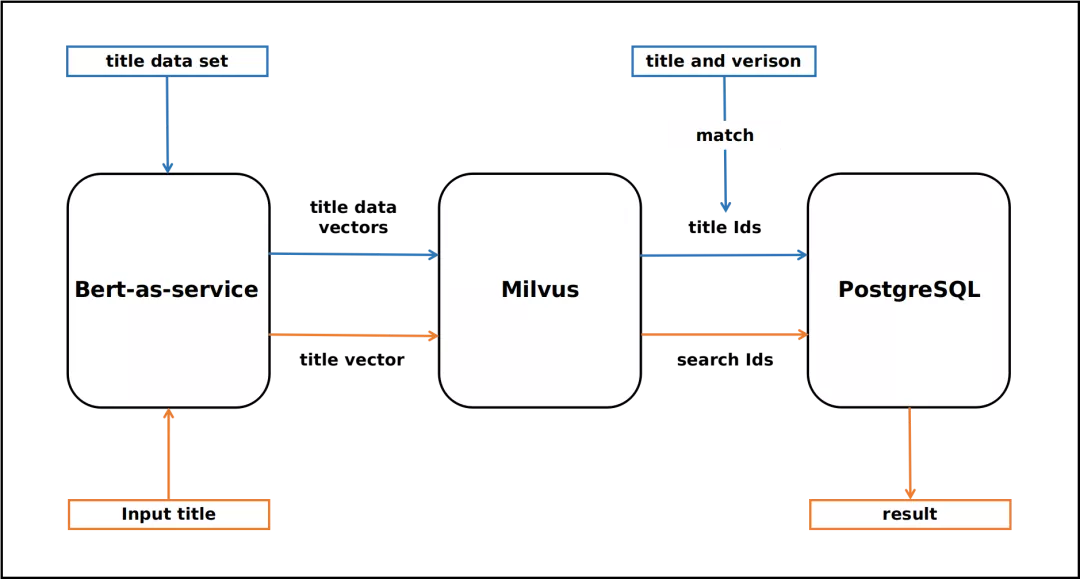 title data set
title and verison
match
title data
vectors
title Ids
Bert-as-service
Milvus
PostgreSQL
title vector
search Ids
Input title
result